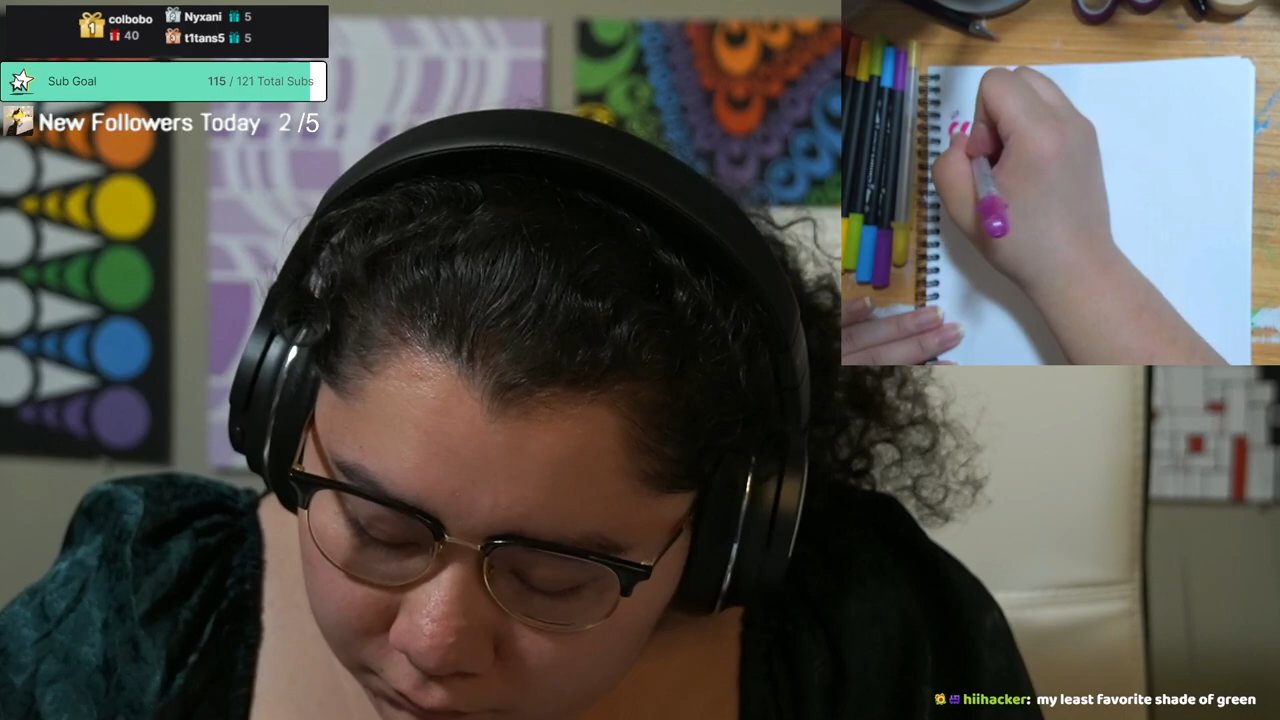 colbobo
40
Nyxani 5
t1tans5 5
Sub Goal 115 / 121 Total Subs
New Followers Today 2 /5
hiihacker: my least favorite shade of green